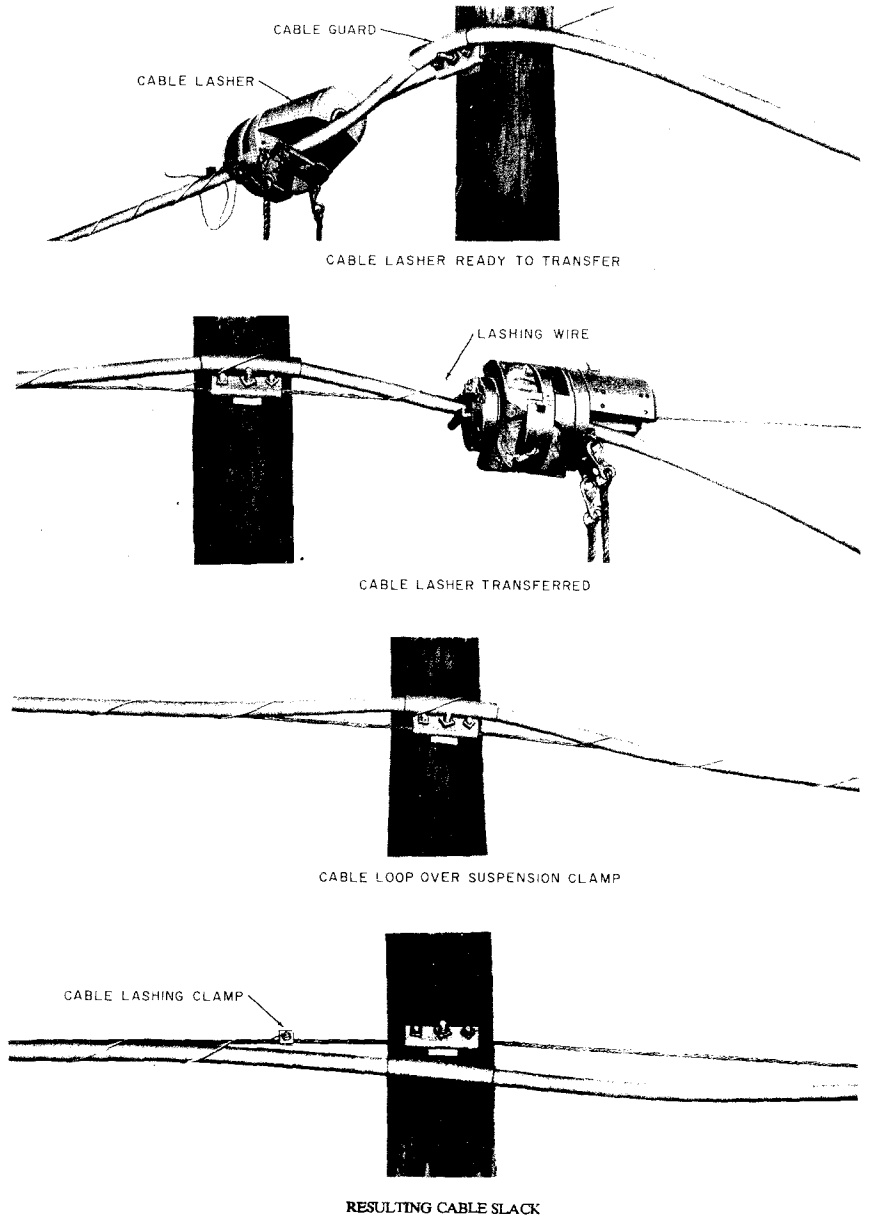 CABLE GUARD
CABLE LASHER
CABLE LASHER READY TO TRANSFER
LASHING WIRE
CABLE LASHER TRANSFERRED
CABLE LOOP OVER SUSPENSION CLAMP
CABLE LASHING CLAMP
RESULTING CABLE SLACK